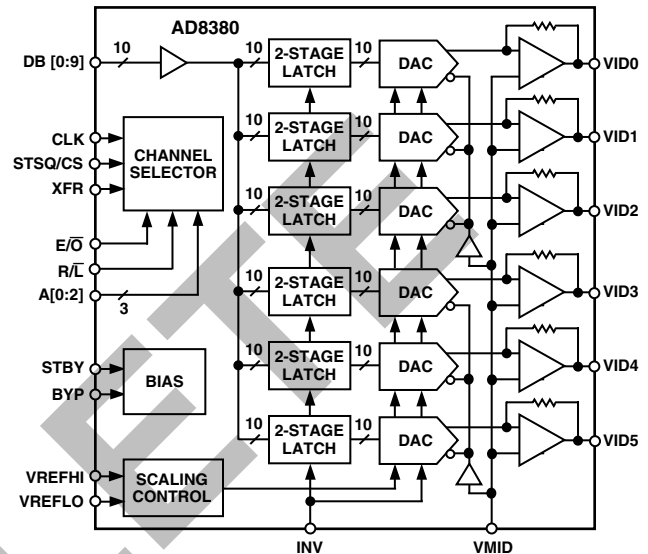 AD8380
DB [0:9]
10
10
2-STAGE
LATCH
10
DAC
VID0
10
2-STAGE
LATCH
10
DAC
VID1
CLK
STSQ/CS
XFR
CHANNEL
SELECTOR
10
2-STAGE
LATCH
10
DAC
VID2
E/O̅
R/L̅
A[0:2]
3
10
2-STAGE
LATCH
10
DAC
VID3
STBY
BYP
BIAS
10
2-STAGE
LATCH
10
DAC
VID4
10
2-STAGE
LATCH
10
DAC
VID5
VREFHI
VREFLO
SCALING
CONTROL
INV
VMID
ETE